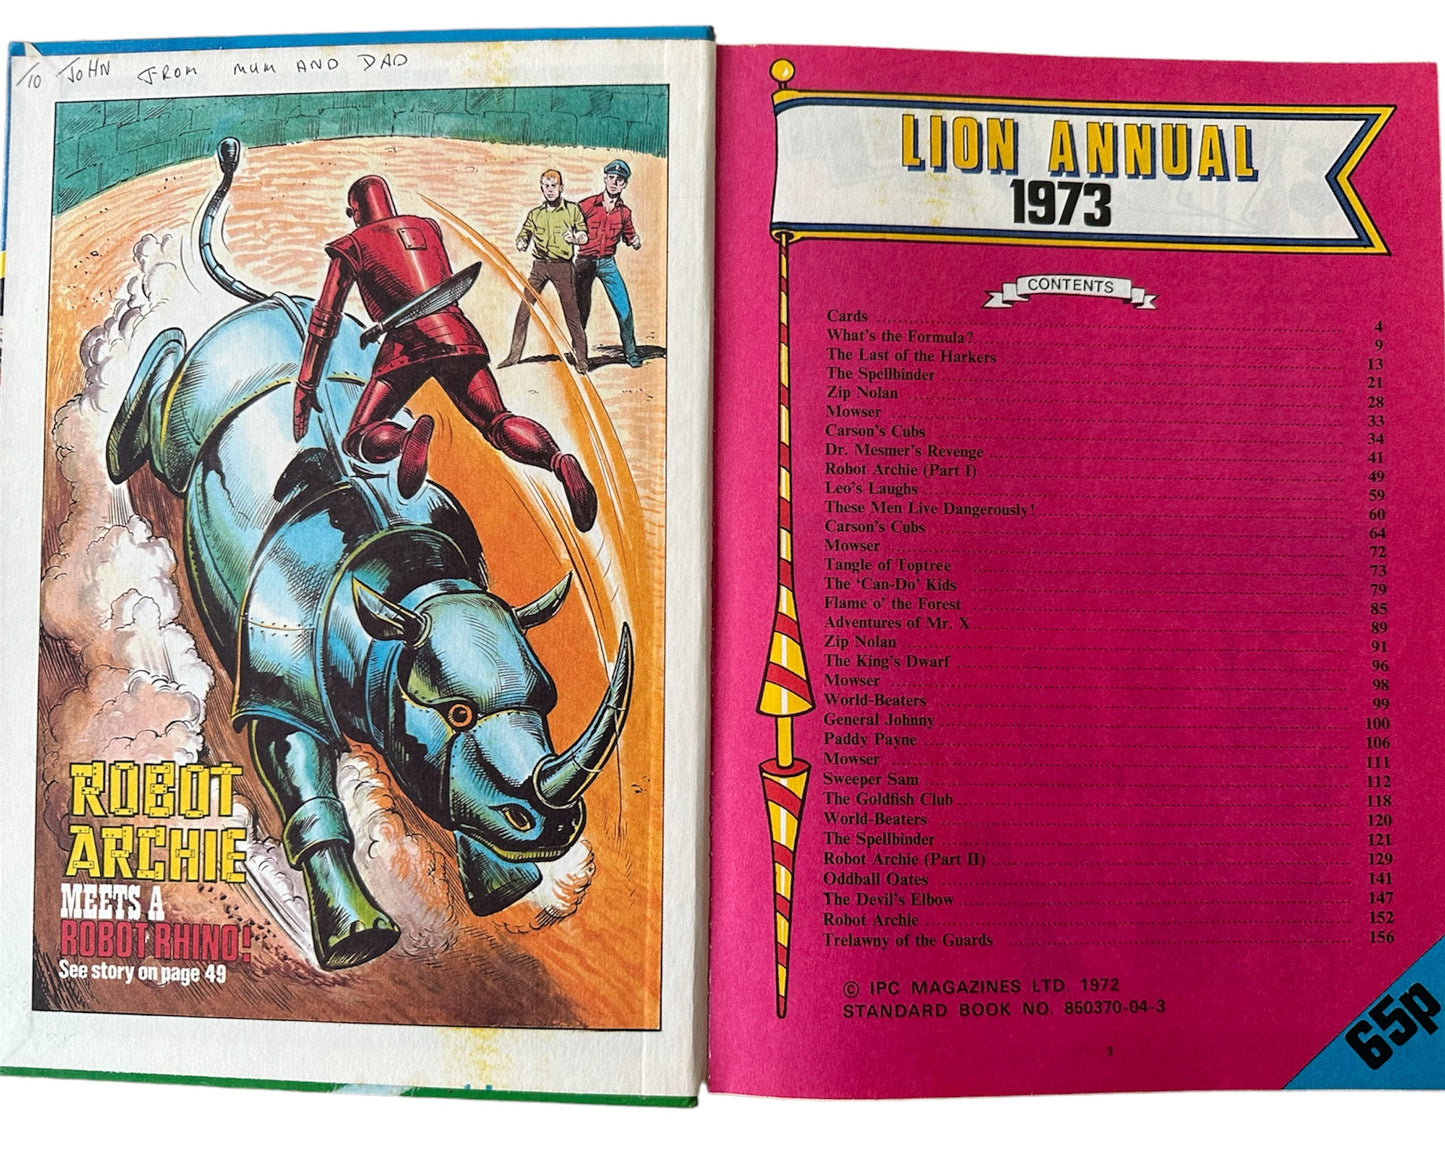 TO JOHN FROM MUM AND DAD
ROBOT
ARCHIE
MEETS A
ROBOT RHINO!
See story on page 49
LION ANNUAL
1973
CONTENTS
Cards 4
What's the Formula? 9
The Last of the Harkers 13
The Spellbinder 21
Zip Nolan 28
Mowser 33
Carson's Cubs 34
Dr. Mesmer's Revenge 41
Robot Archie (Part I) 49
Leo's Laughs 59
These Men Live Dangerously! 60
Carson's Cubs 64
Mowser 72
Tangle of Toptree 73
The 'Can-Do' Kids 79
Flame o' the Forest 85
Adventures of Mr. X 89
Zip Nolan 91
The King's Dwarf 96
Mowser 98
World-Beaters 99
General Johnny 100
Paddy Payne 106
Mowser 111
Sweeper Sam 112
The Goldfish Club 118
World-Beaters 120
The Spellbinder 121
Robot Archie (Part II) 129
Oddball Oates 141
The Devil's Elbow 147
Robot Archie 152
Trelawny of the Guards 156
© IPC MAGAZINES LTD. 1972
STANDARD BOOK NO. 850370-04-3
65p
3